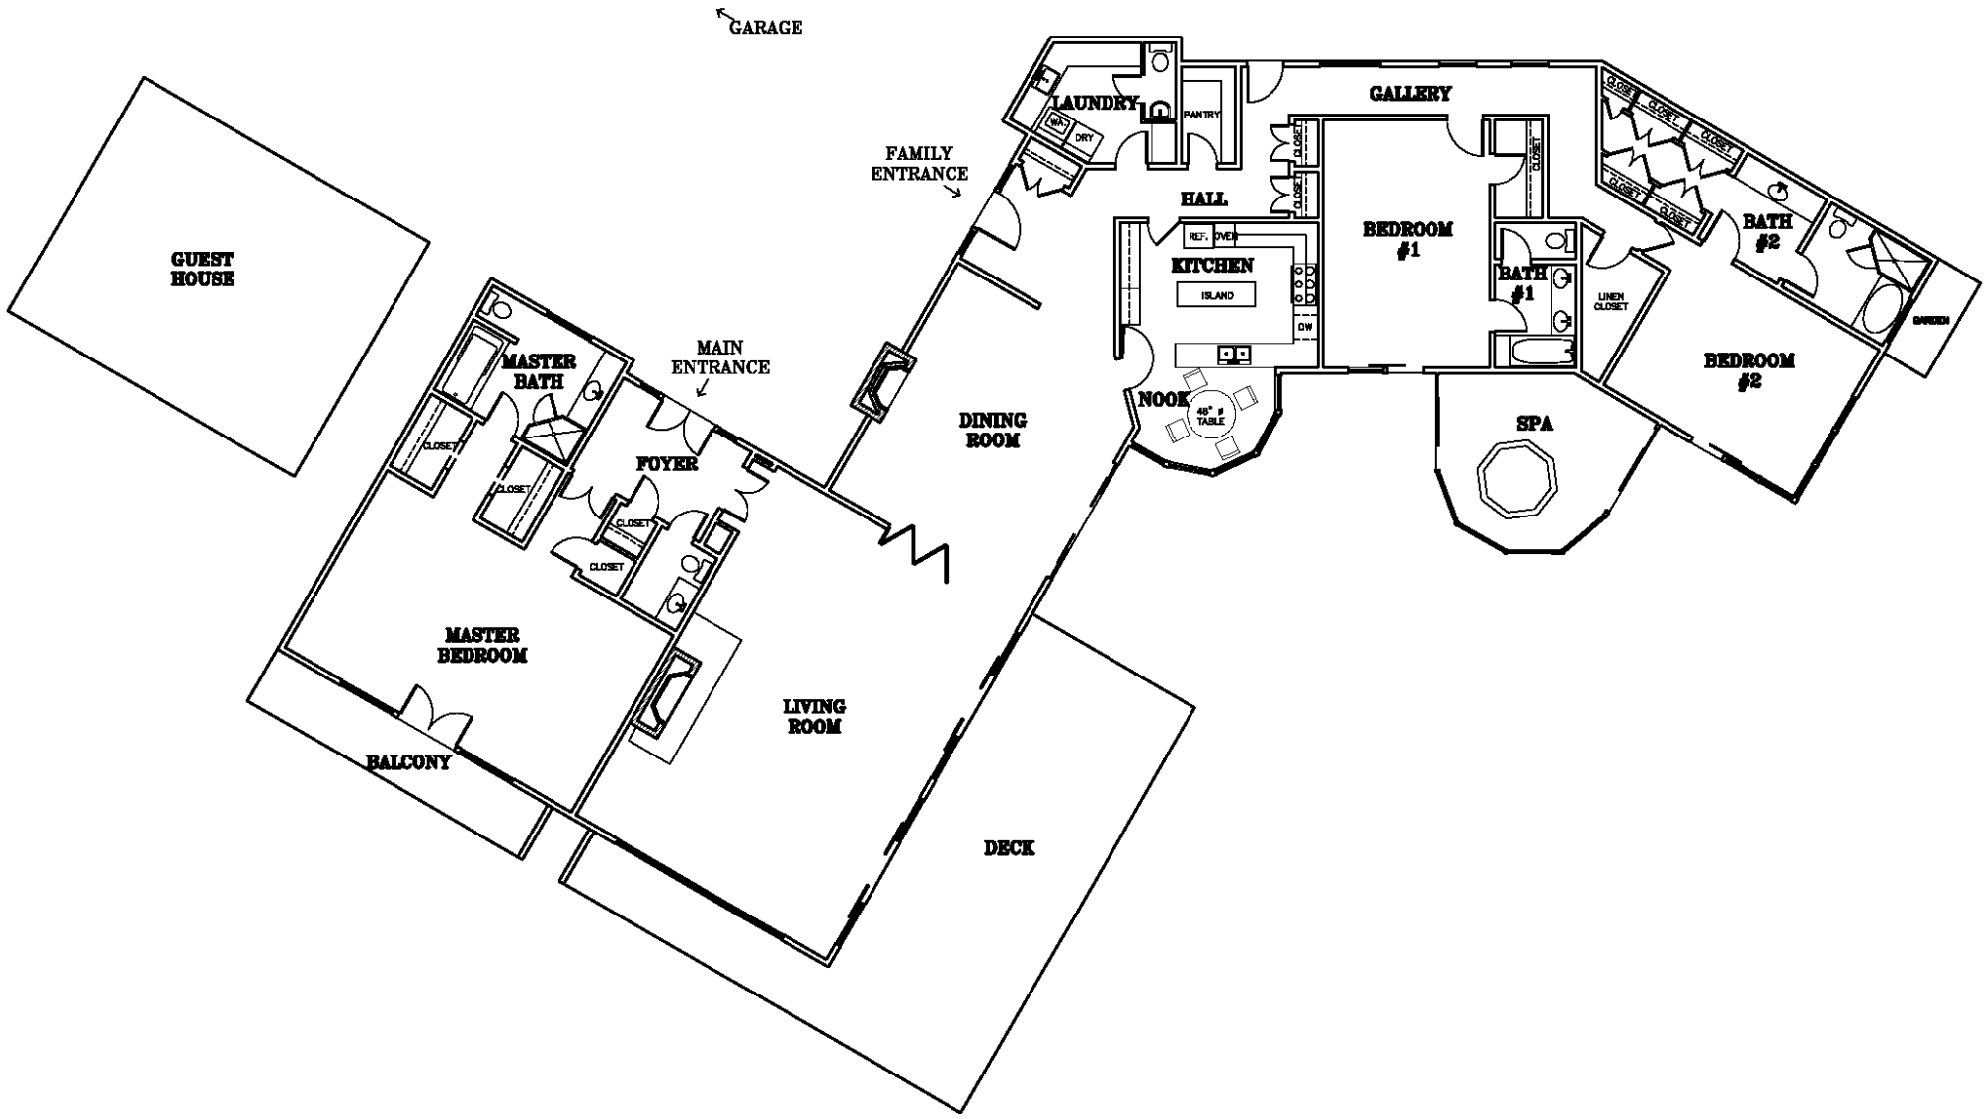 GARAGE
LAUNDRY
WA.
DRY
PANTRY
GALLERY
CLOSET
CLOSET
CLOSET
CLOSET
CLOSET
CLOSET
CLOSET
CLOSET
FAMILY
ENTRANCE
HALL
BEDROOM
#1
BATH
#2
REF.
OVEN
KITCHEN
ISLAND
DW
BATH
#1
LINEN
CLOSET
GARDEN
BEDROOM
#2
GUEST
HOUSE
MASTER
BATH
MAIN
ENTRANCE
NOOK
48" ø
TABLE
DINING
ROOM
SPA
CLOSET
FOYER
CLOSET
CLOSET
CLOSET
MASTER
BEDROOM
LIVING
ROOM
BALCONY
DECK